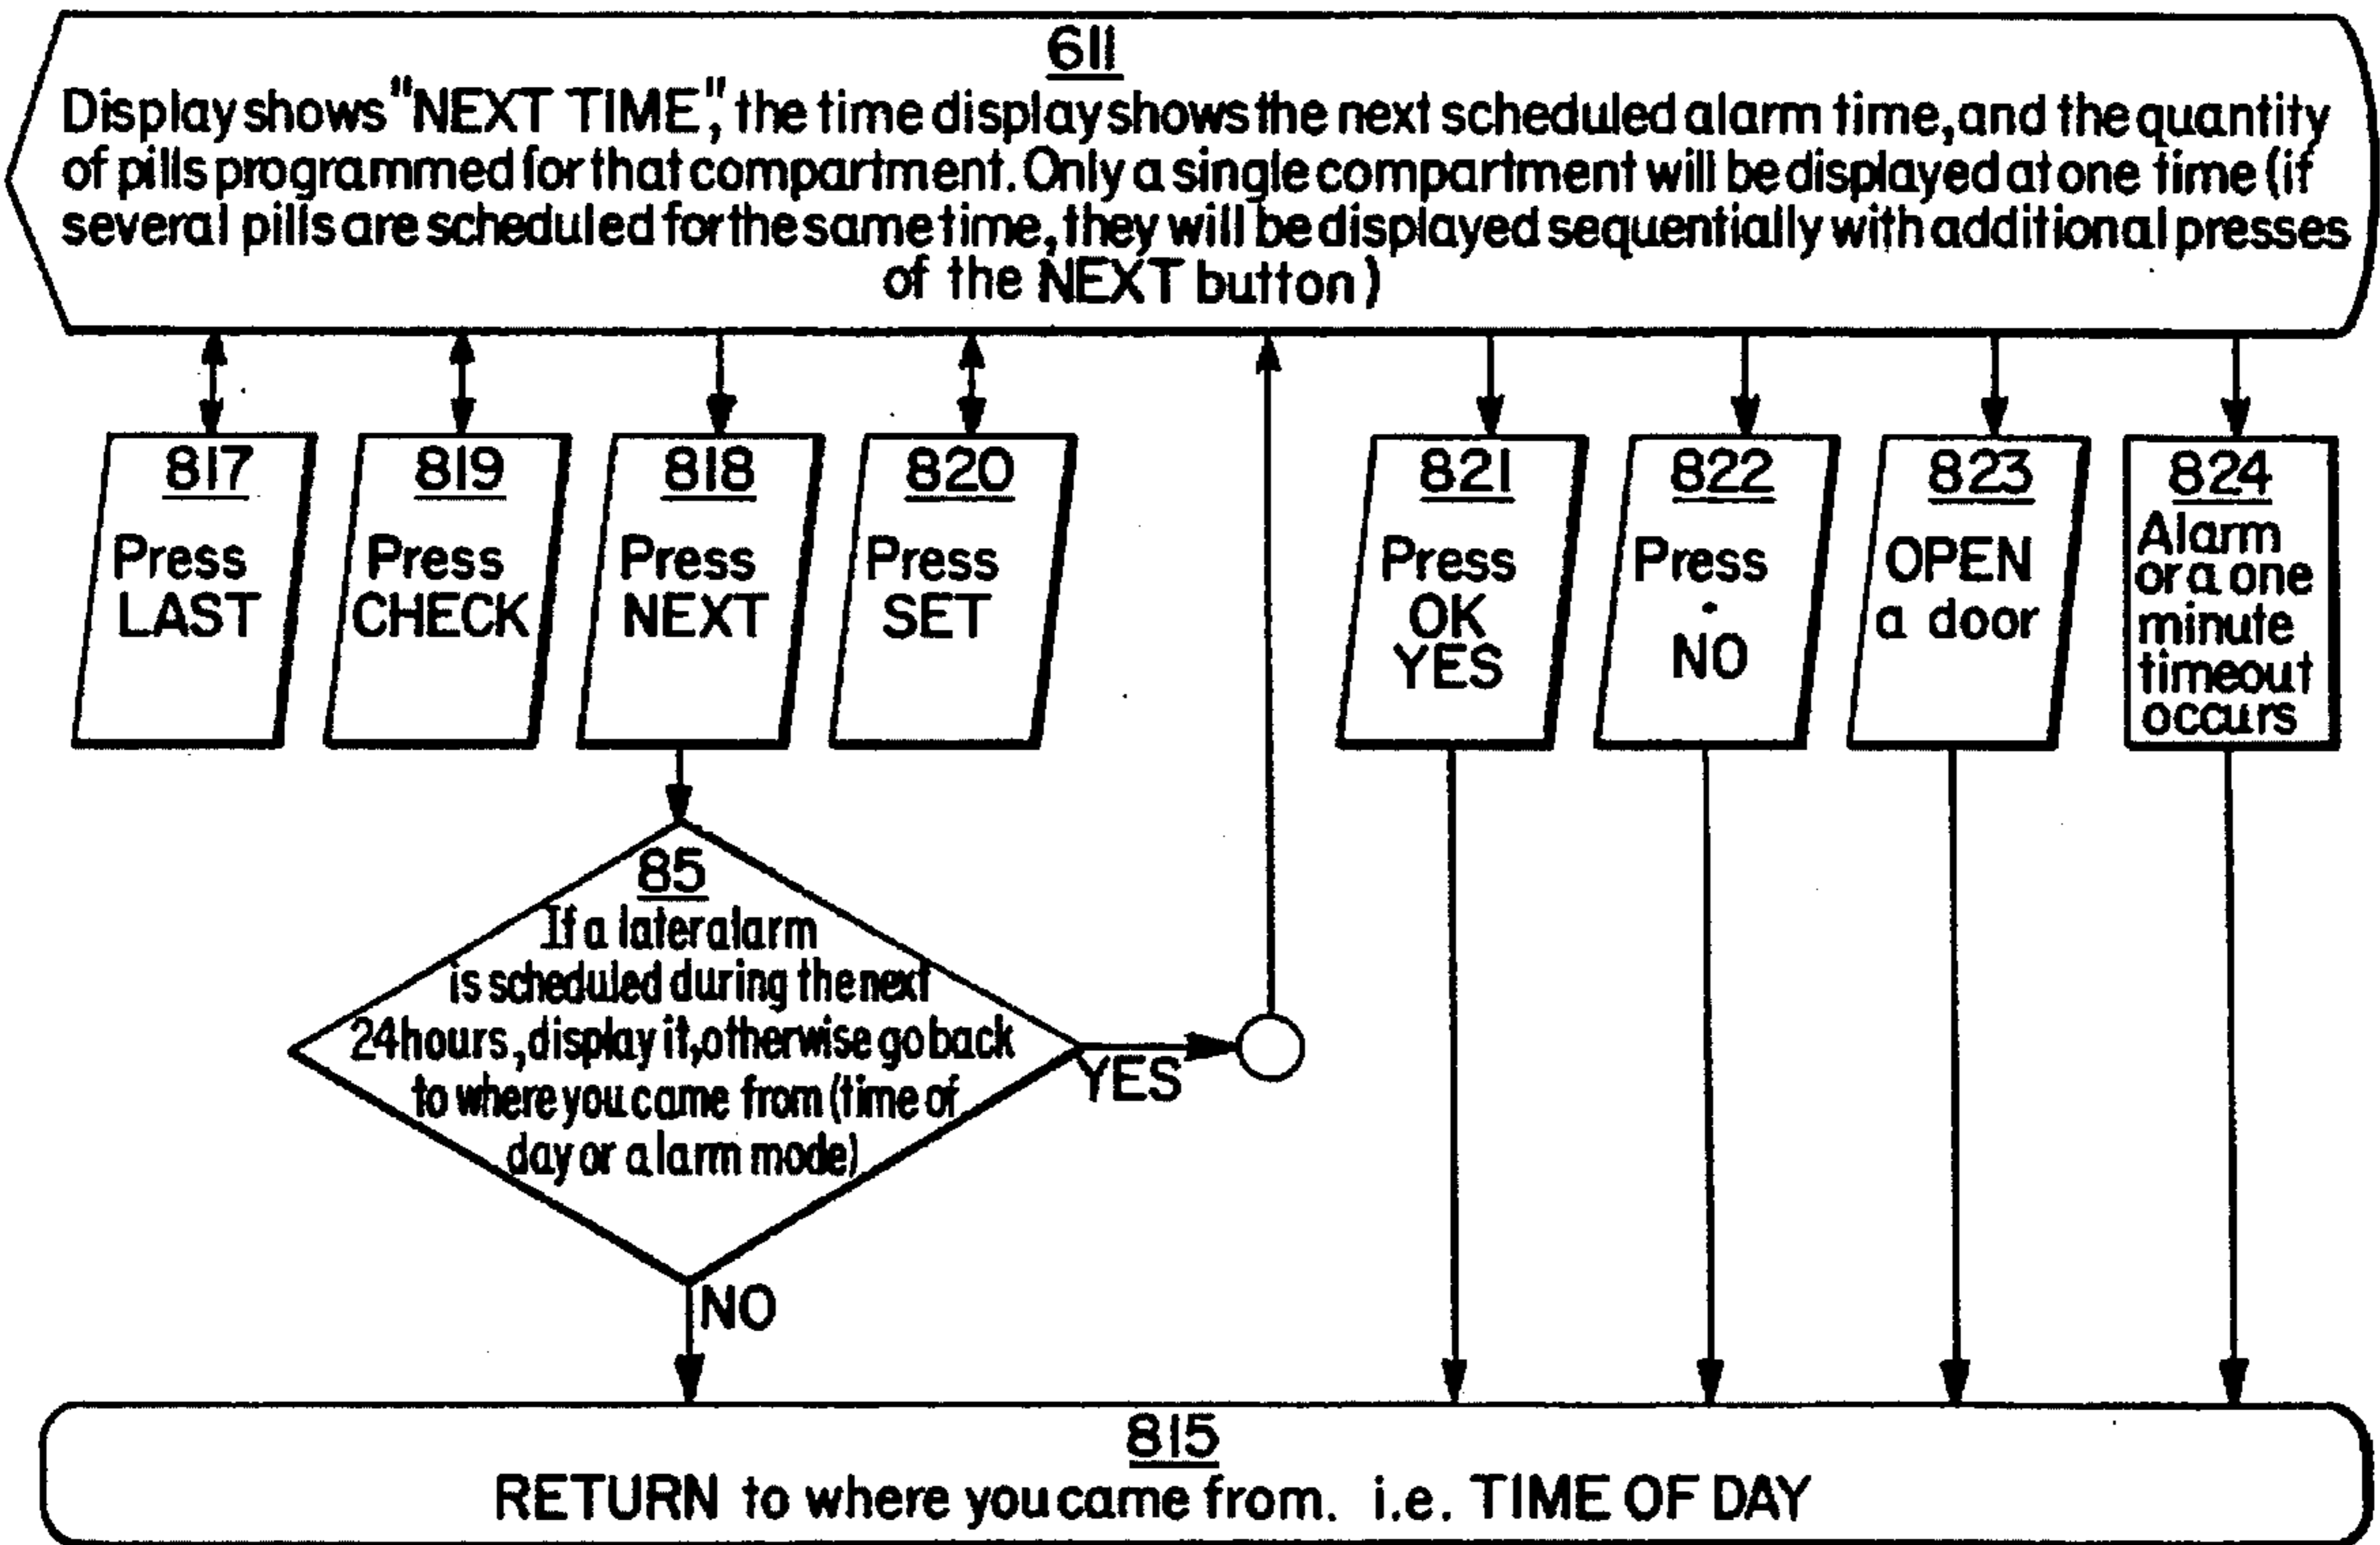 611
Display shows "NEXT TIME", the time display shows the next scheduled alarm time, and the quantity
of pills programmed for that compartment. Only a single compartment will be displayed at one time (if
several pills are scheduled for the same time, they will be displayed sequentially with additional presses
of the NEXT button)
817
Press
LAST
819
Press
CHECK
818
Press
NEXT
820
Press
SET
821
Press
OK
YES
822
Press
-
NO
823
OPEN
a door
824
Alarm
or a one
minute
timeout
occurs
85
If a later alarm
is scheduled during the next
24 hours, display it, otherwise go back
to where you came from (time of
day or alarm mode)
YES
NO
815
RETURN to where you came from. i.e. TIME OF DAY